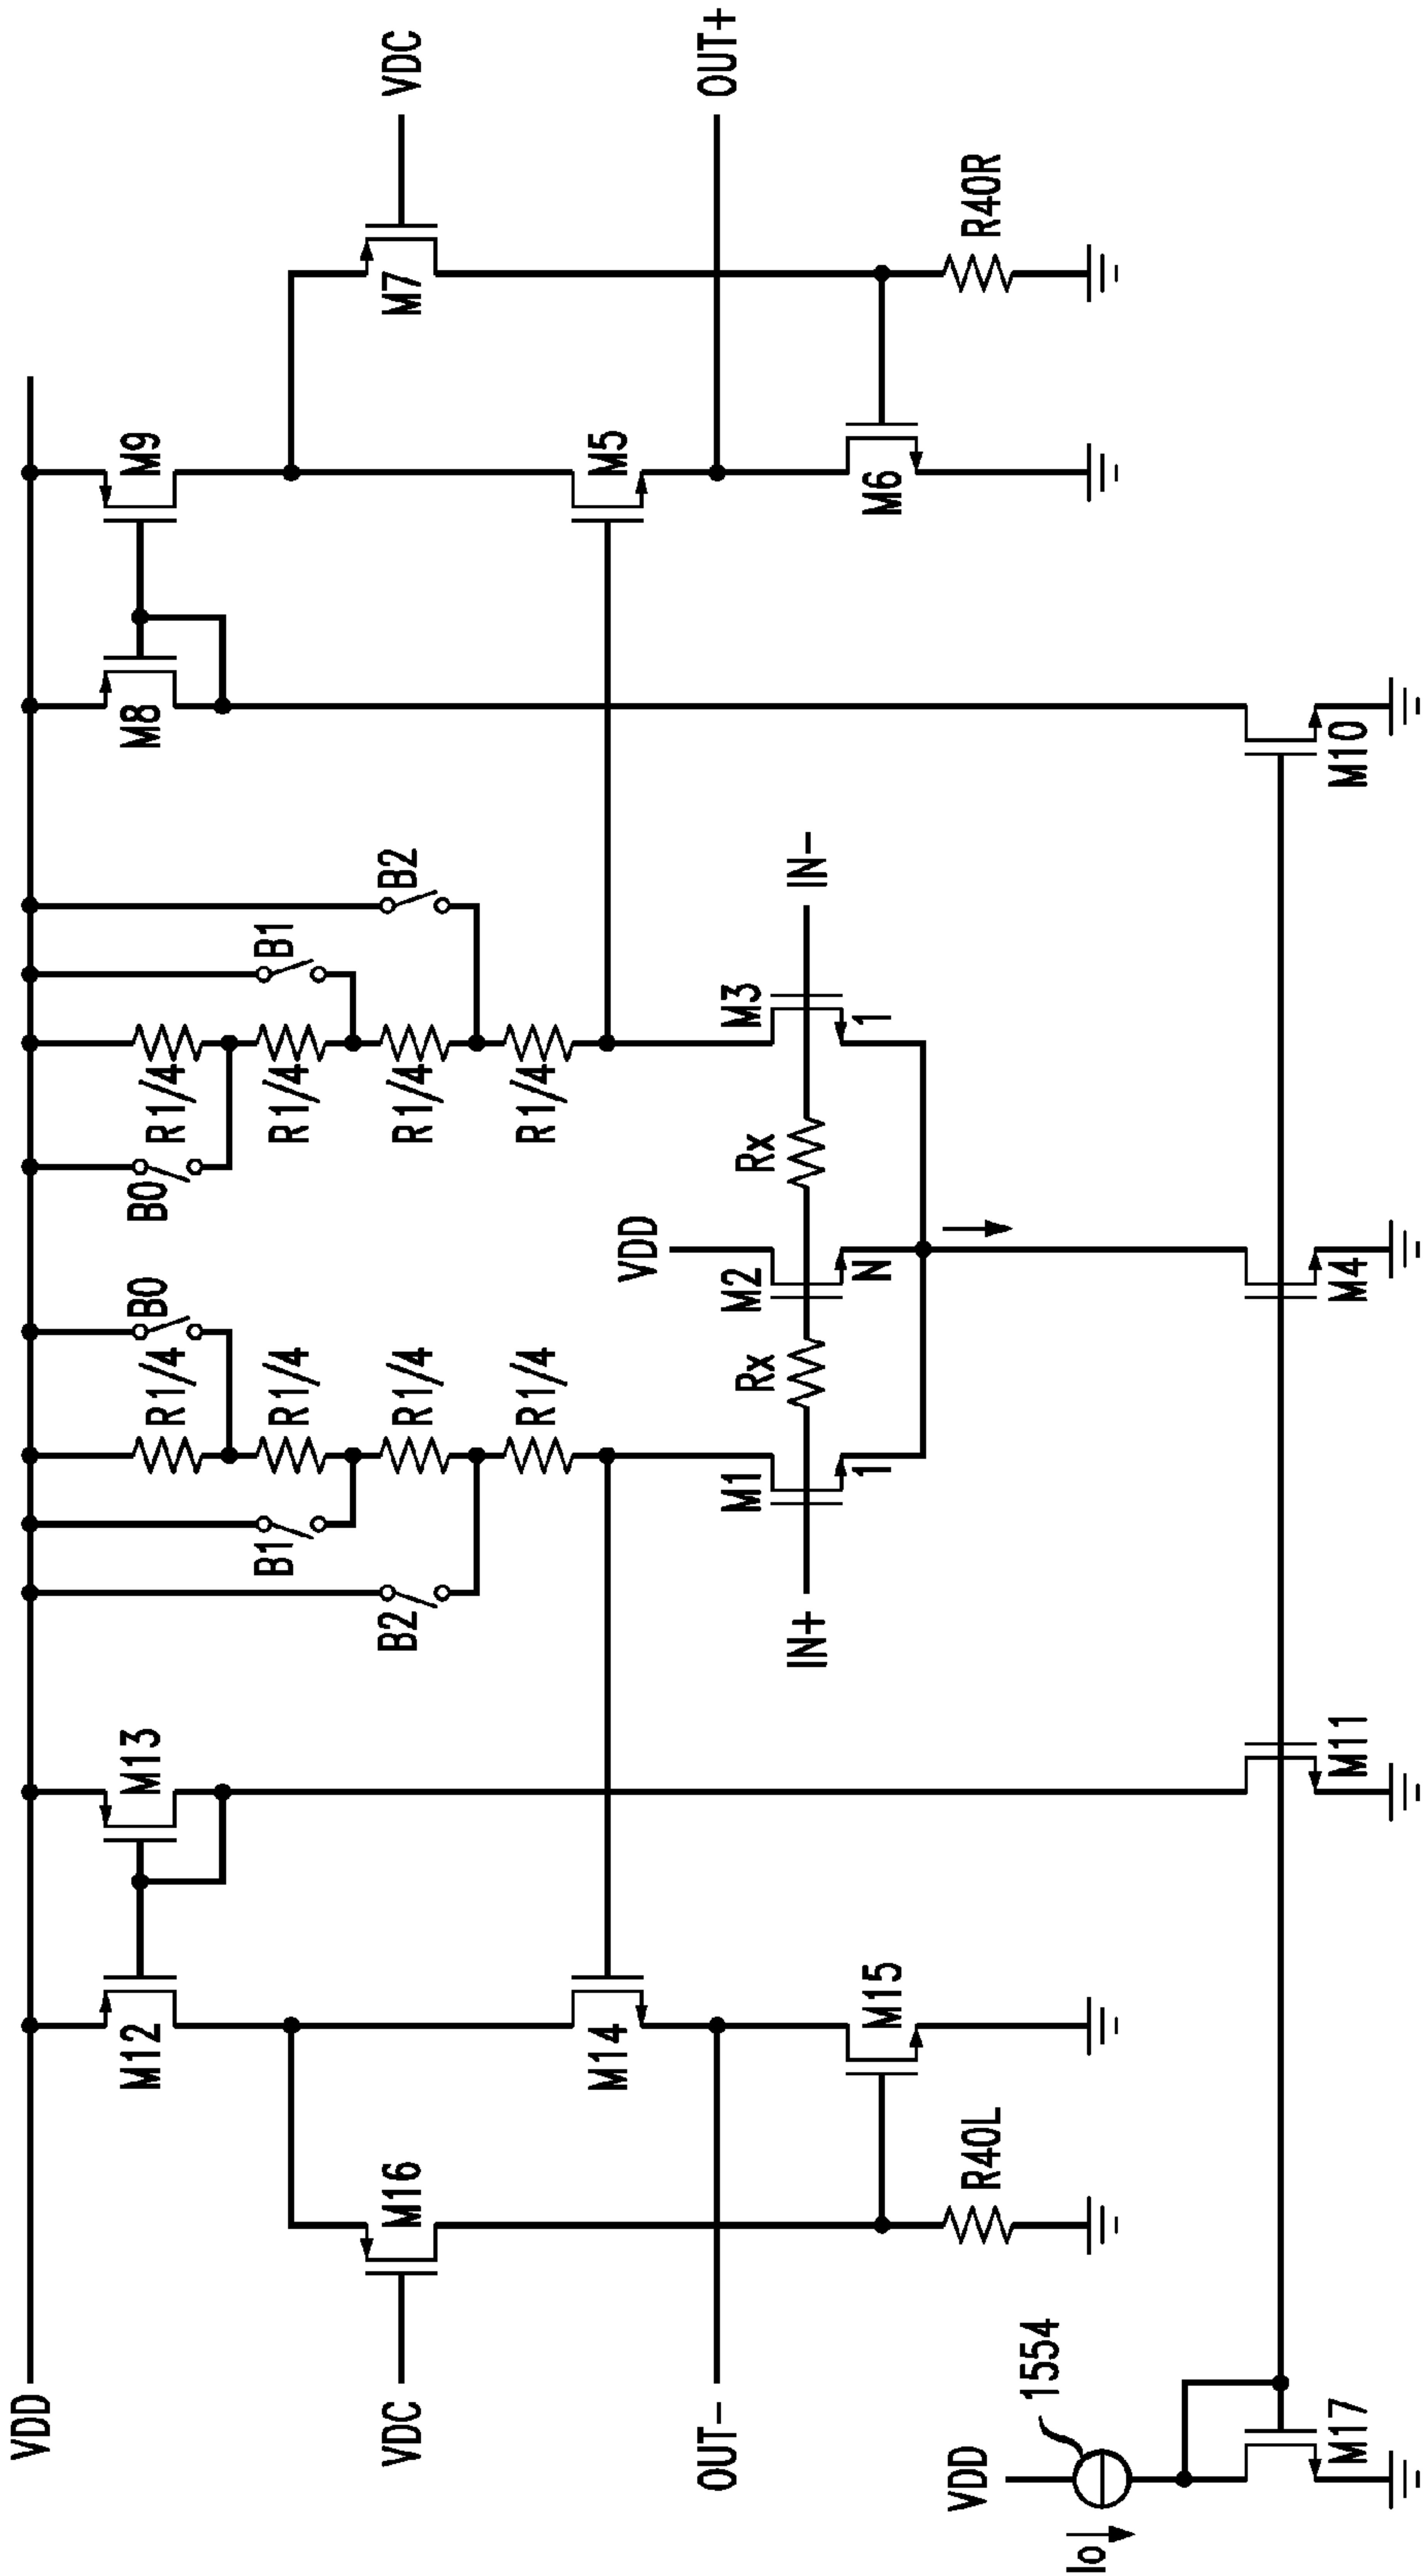 VDD
M12
M13
M8
M9
B0
B0
R1/4
R1/4
B1
B1
R1/4
R1/4
B2
B2
R1/4
R1/4
R1/4
R1/4
VDC
M16
M7
VDC
M14
M5
OUT-
OUT+
M1
VDD
M2
M3
Rx
Rx
IN+
IN-
1
N
1
M15
M6
R40L
R40R
VDD
1554
Io
M17
M11
M4
M10